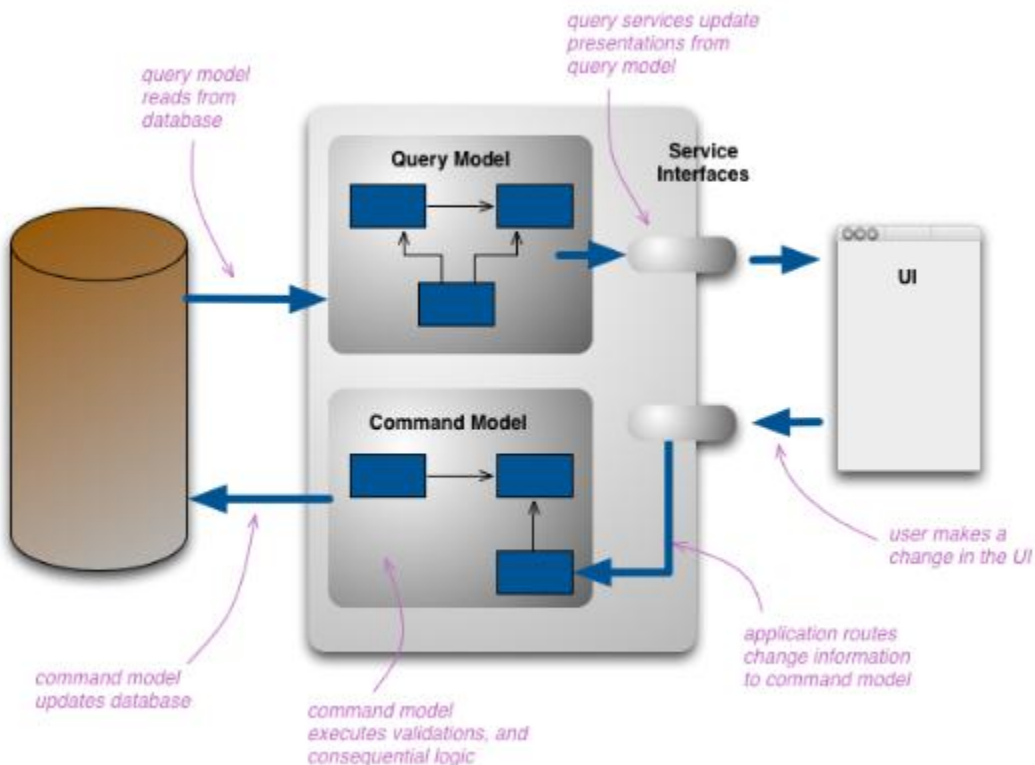 query services update
presentations from
query model
query model
reads from
database
Query Model
Service
Interfaces
UI
Command Model
user makes a
change in the UI
application routes
change information
to command model
command model
updates database
command model
executes validations, and
consequential logic